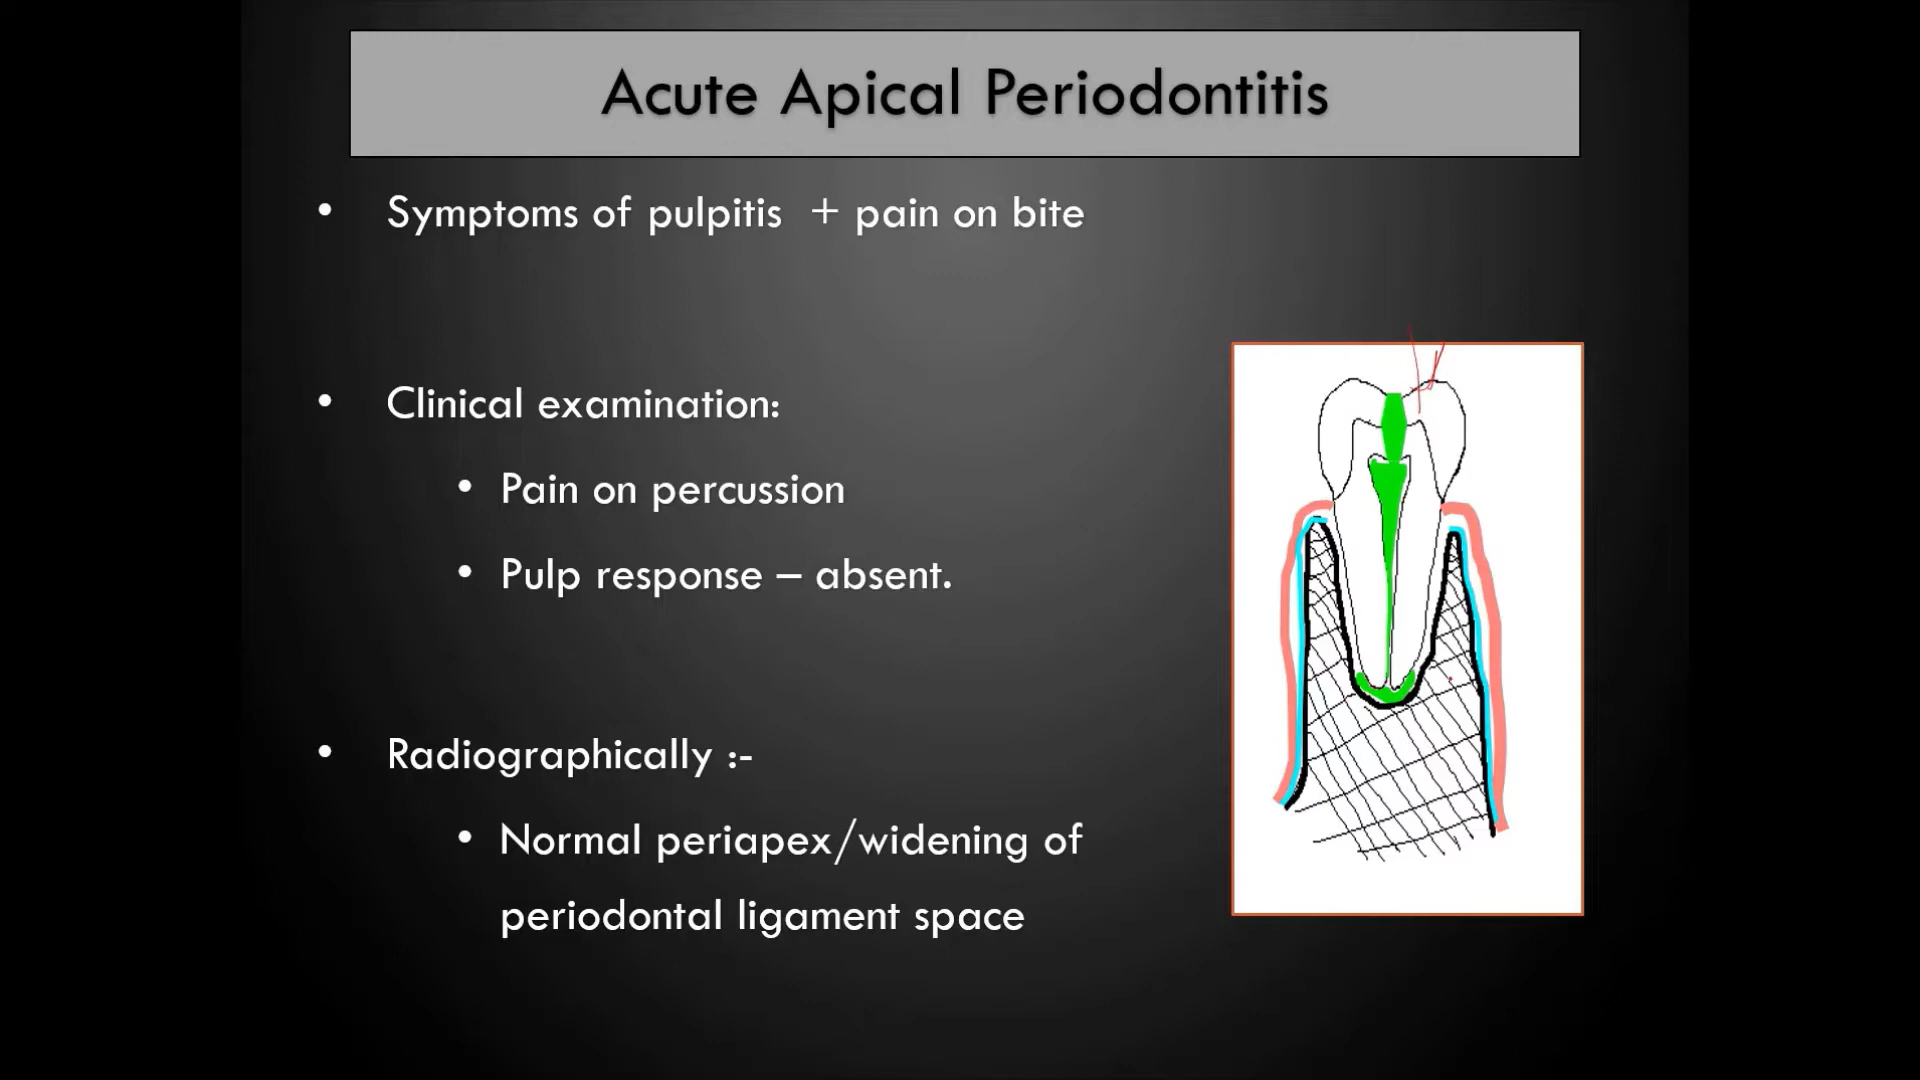 Acute Apical Periodontitis
• Symptoms of pulpitis + pain on bite
• Clinical examination:
• Pain on percussion
• Pulp response – absent.
• Radiographically :-
• Normal periapex/widening of
periodontal ligament space